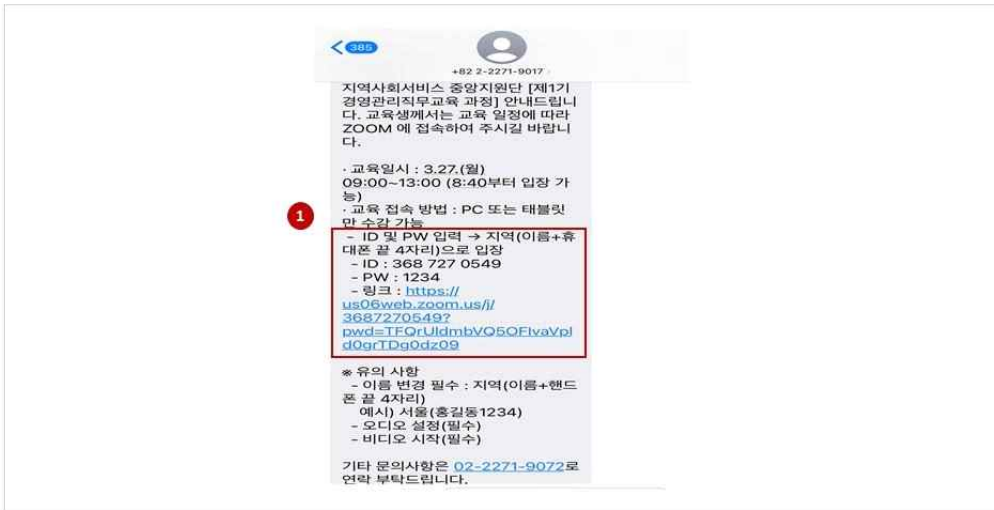 385
+82 2-2271-9017
지역사회서비스 중앙지원단 [제1기
경영관리직무교육 과정] 안내드립니
다. 교육생께서는 교육 일정에 따라
ZOOM 에 접속하여 주시길 바랍니
다.
· 교육일시 : 3.27.(월)
09:00~13:00 (8:40부터 입장 가
능)
· 교육 접속 방법 : PC 또는 태블릿
만 수강 가능
1
- ID 및 PW 입력 → 지역(이름+휴
대폰 끝 4자리)으로 입장
- ID : 368 727 0549
- PW : 1234
- 링크 : https://
us06web.zoom.us/j/
3687270549?
pwd=TFQrUldmbVQ5OFIvaVpl
d0grTDg0dz09
※ 유의 사항
- 이름 변경 필수 : 지역(이름+핸드
폰 끝 4자리)
예시) 서울(홍길동1234)
- 오디오 설정(필수)
- 비디오 시작(필수)
기타 문의사항은 02-2271-9072로
연락 부탁드립니다.